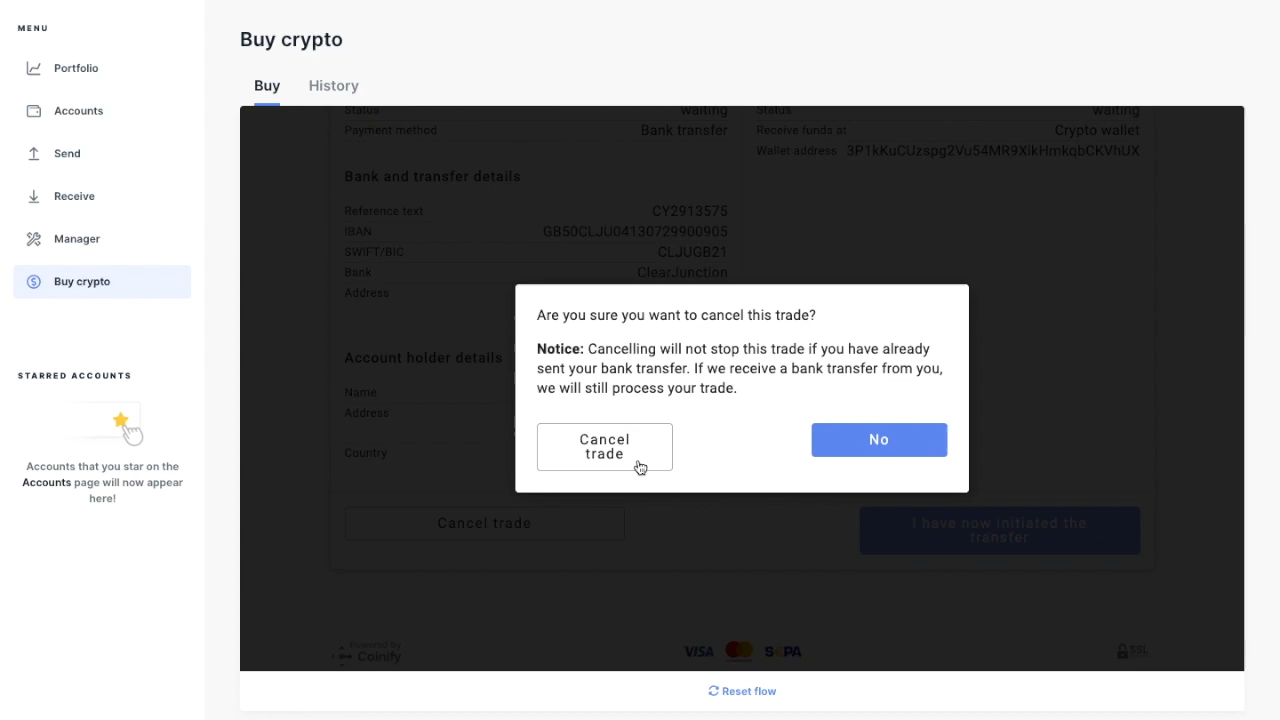 MENU
Portfolio
Accounts
Send
Receive
Manager
Buy crypto
STARRED ACCOUNTS
Accounts that you star on the
Accounts page will now appear
here!
Buy crypto
Buy History
Status waiting
Payment method Bank transfer
Bank and transfer details
Reference text CY2913575
IBAN GB50CLJU04130729900905
SWIFT/BIC CLJUGB21
Bank ClearJunction
Address
Account holder details
Name
Address
Country
Status waiting
Receive funds at Crypto wallet
Wallet address 3P1kKuCUzspg2Vu54MR9XikHmkqbCKVhUX
Are you sure you want to cancel this trade?
Notice: Cancelling will not stop this trade if you have already
sent your bank transfer. If we receive a bank transfer from you,
we will still process your trade.
Cancel
trade
No
Cancel trade
I have now initiated the
transfer
Powered by
Coinify
VISA
SEPA
SSL
Reset flow